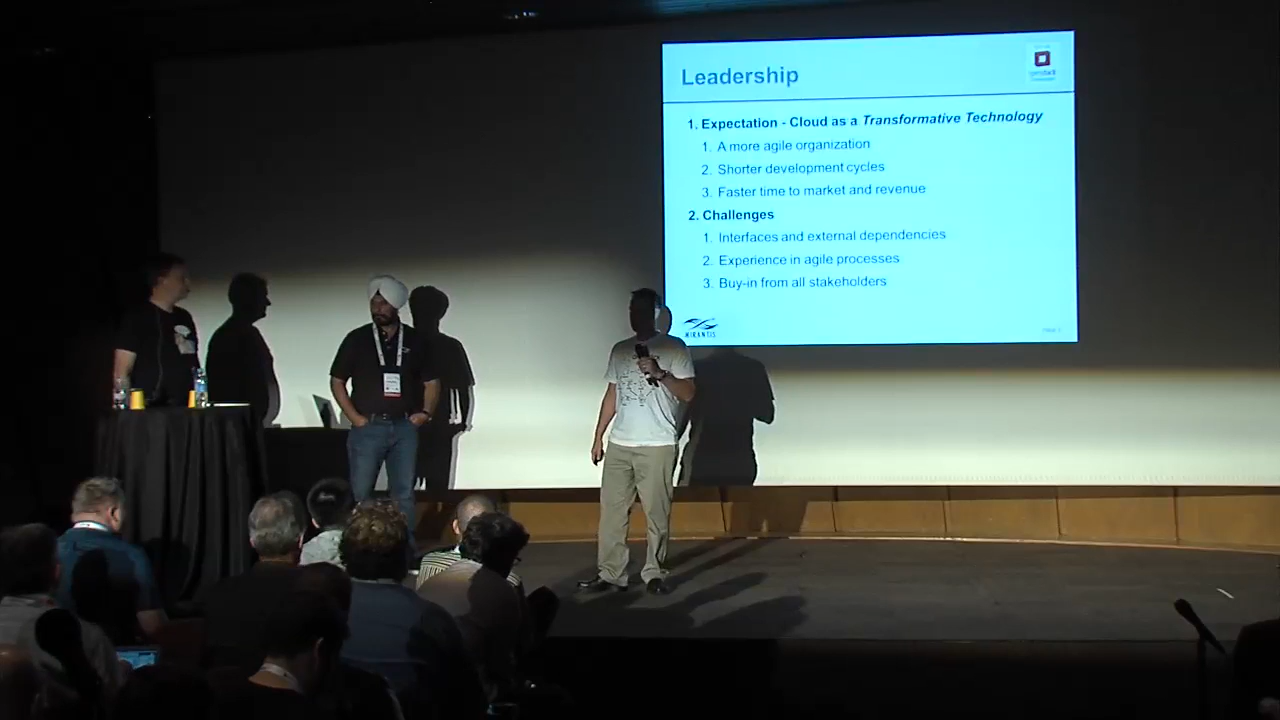 Leadership
1. Expectation - Cloud as a Transformative Technology
1. A more agile organization
2. Shorter development cycles
3. Faster time to market and revenue
2. Challenges
1. Interfaces and external dependencies
2. Experience in agile processes
3. Buy-in from all stakeholders
MIRANTIS